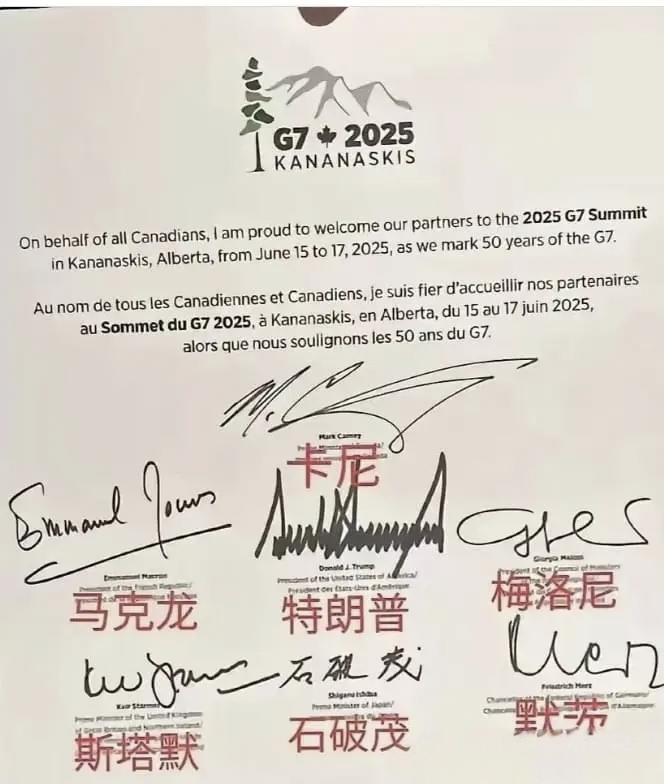 G7 2025
KANANASKIS
On behalf of all Canadians, I am proud to welcome our partners to the 2025 G7 Summit
in Kananaskis, Alberta, from June 15 to 17, 2025, as we mark 50 years of the G7.
Au nom de tous les Canadiennes et Canadiens, je suis fier d'accueillir nos partenaires
au Sommet du G7 2025, à Kananaskis, en Alberta, du 15 au 17 juin 2025,
alors que nous soulignons les 50 ans du G7.
Mark Carney
卡尼
Emmanuel Macron
President of the French Republic/
马克龙
Donald J. Trump
President of the United States of America/
Président des États-Unis d'Amérique
特朗普
Giorgia Meloni
President of the Council of Ministers
梅洛尼
Keir Starmer
Prime Minister of the United Kingdom
of Great Britain and Northern Ireland/
斯塔默
石破茂
Shigeru Ishiba
Prime Minister of Japan/
石破茂
Friedrich Merz
Chancellor of the Federal Republic of Germany/
默茨